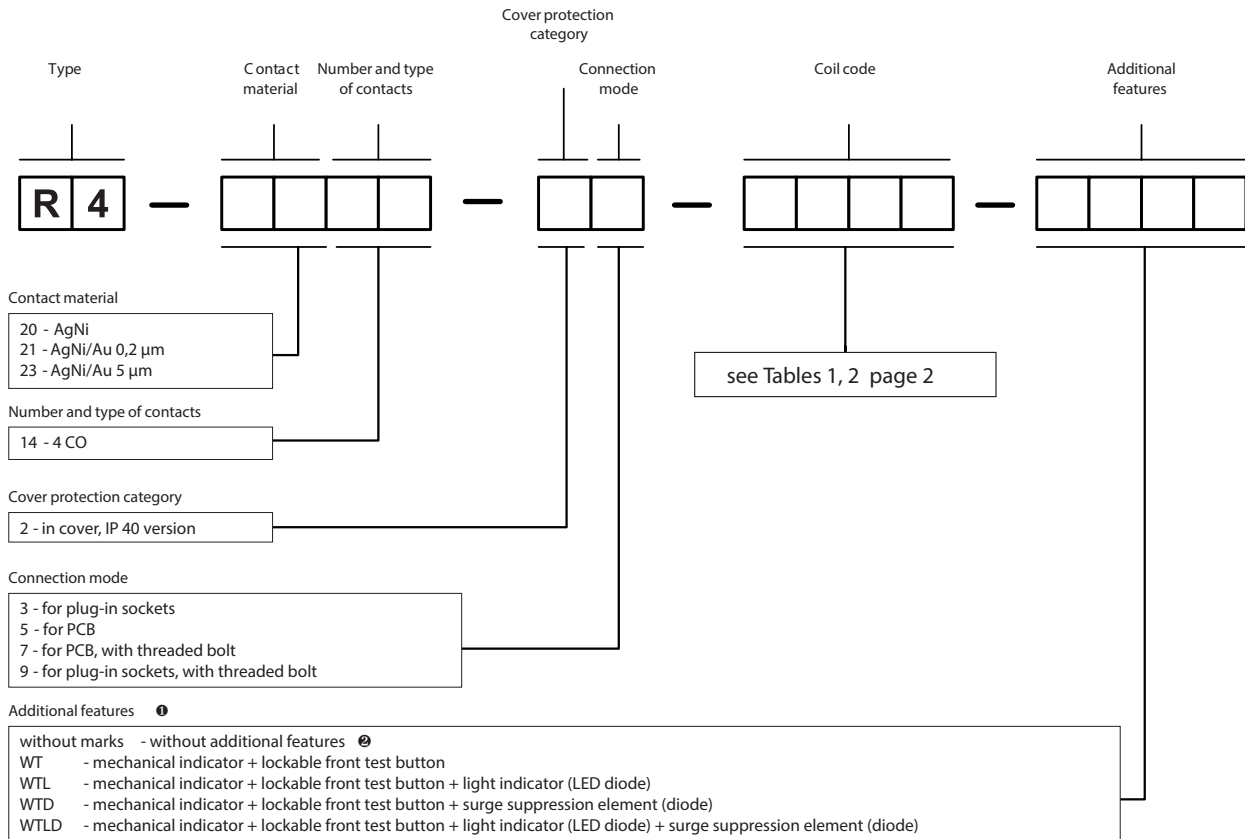 Cover protection
category
Type
Contact
material
Number and type
of contacts
Connection
mode
Coil code
Additional
features
R 4
Contact material
20 - AgNi
21 - AgNi/Au 0,2 µm
23 - AgNi/Au 5 µm
see Tables 1, 2 page 2
Number and type of contacts
14 - 4 CO
Cover protection category
2 - in cover, IP 40 version
Connection mode
3 - for plug-in sockets
5 - for PCB
7 - for PCB, with threaded bolt
9 - for plug-in sockets, with threaded bolt
Additional features ❶
without marks - without additional features ❷
WT - mechanical indicator + lockable front test button
WTL - mechanical indicator + lockable front test button + light indicator (LED diode)
WTD - mechanical indicator + lockable front test button + surge suppression element (diode)
WTLD - mechanical indicator + lockable front test button + light indicator (LED diode) + surge suppression element (diode)